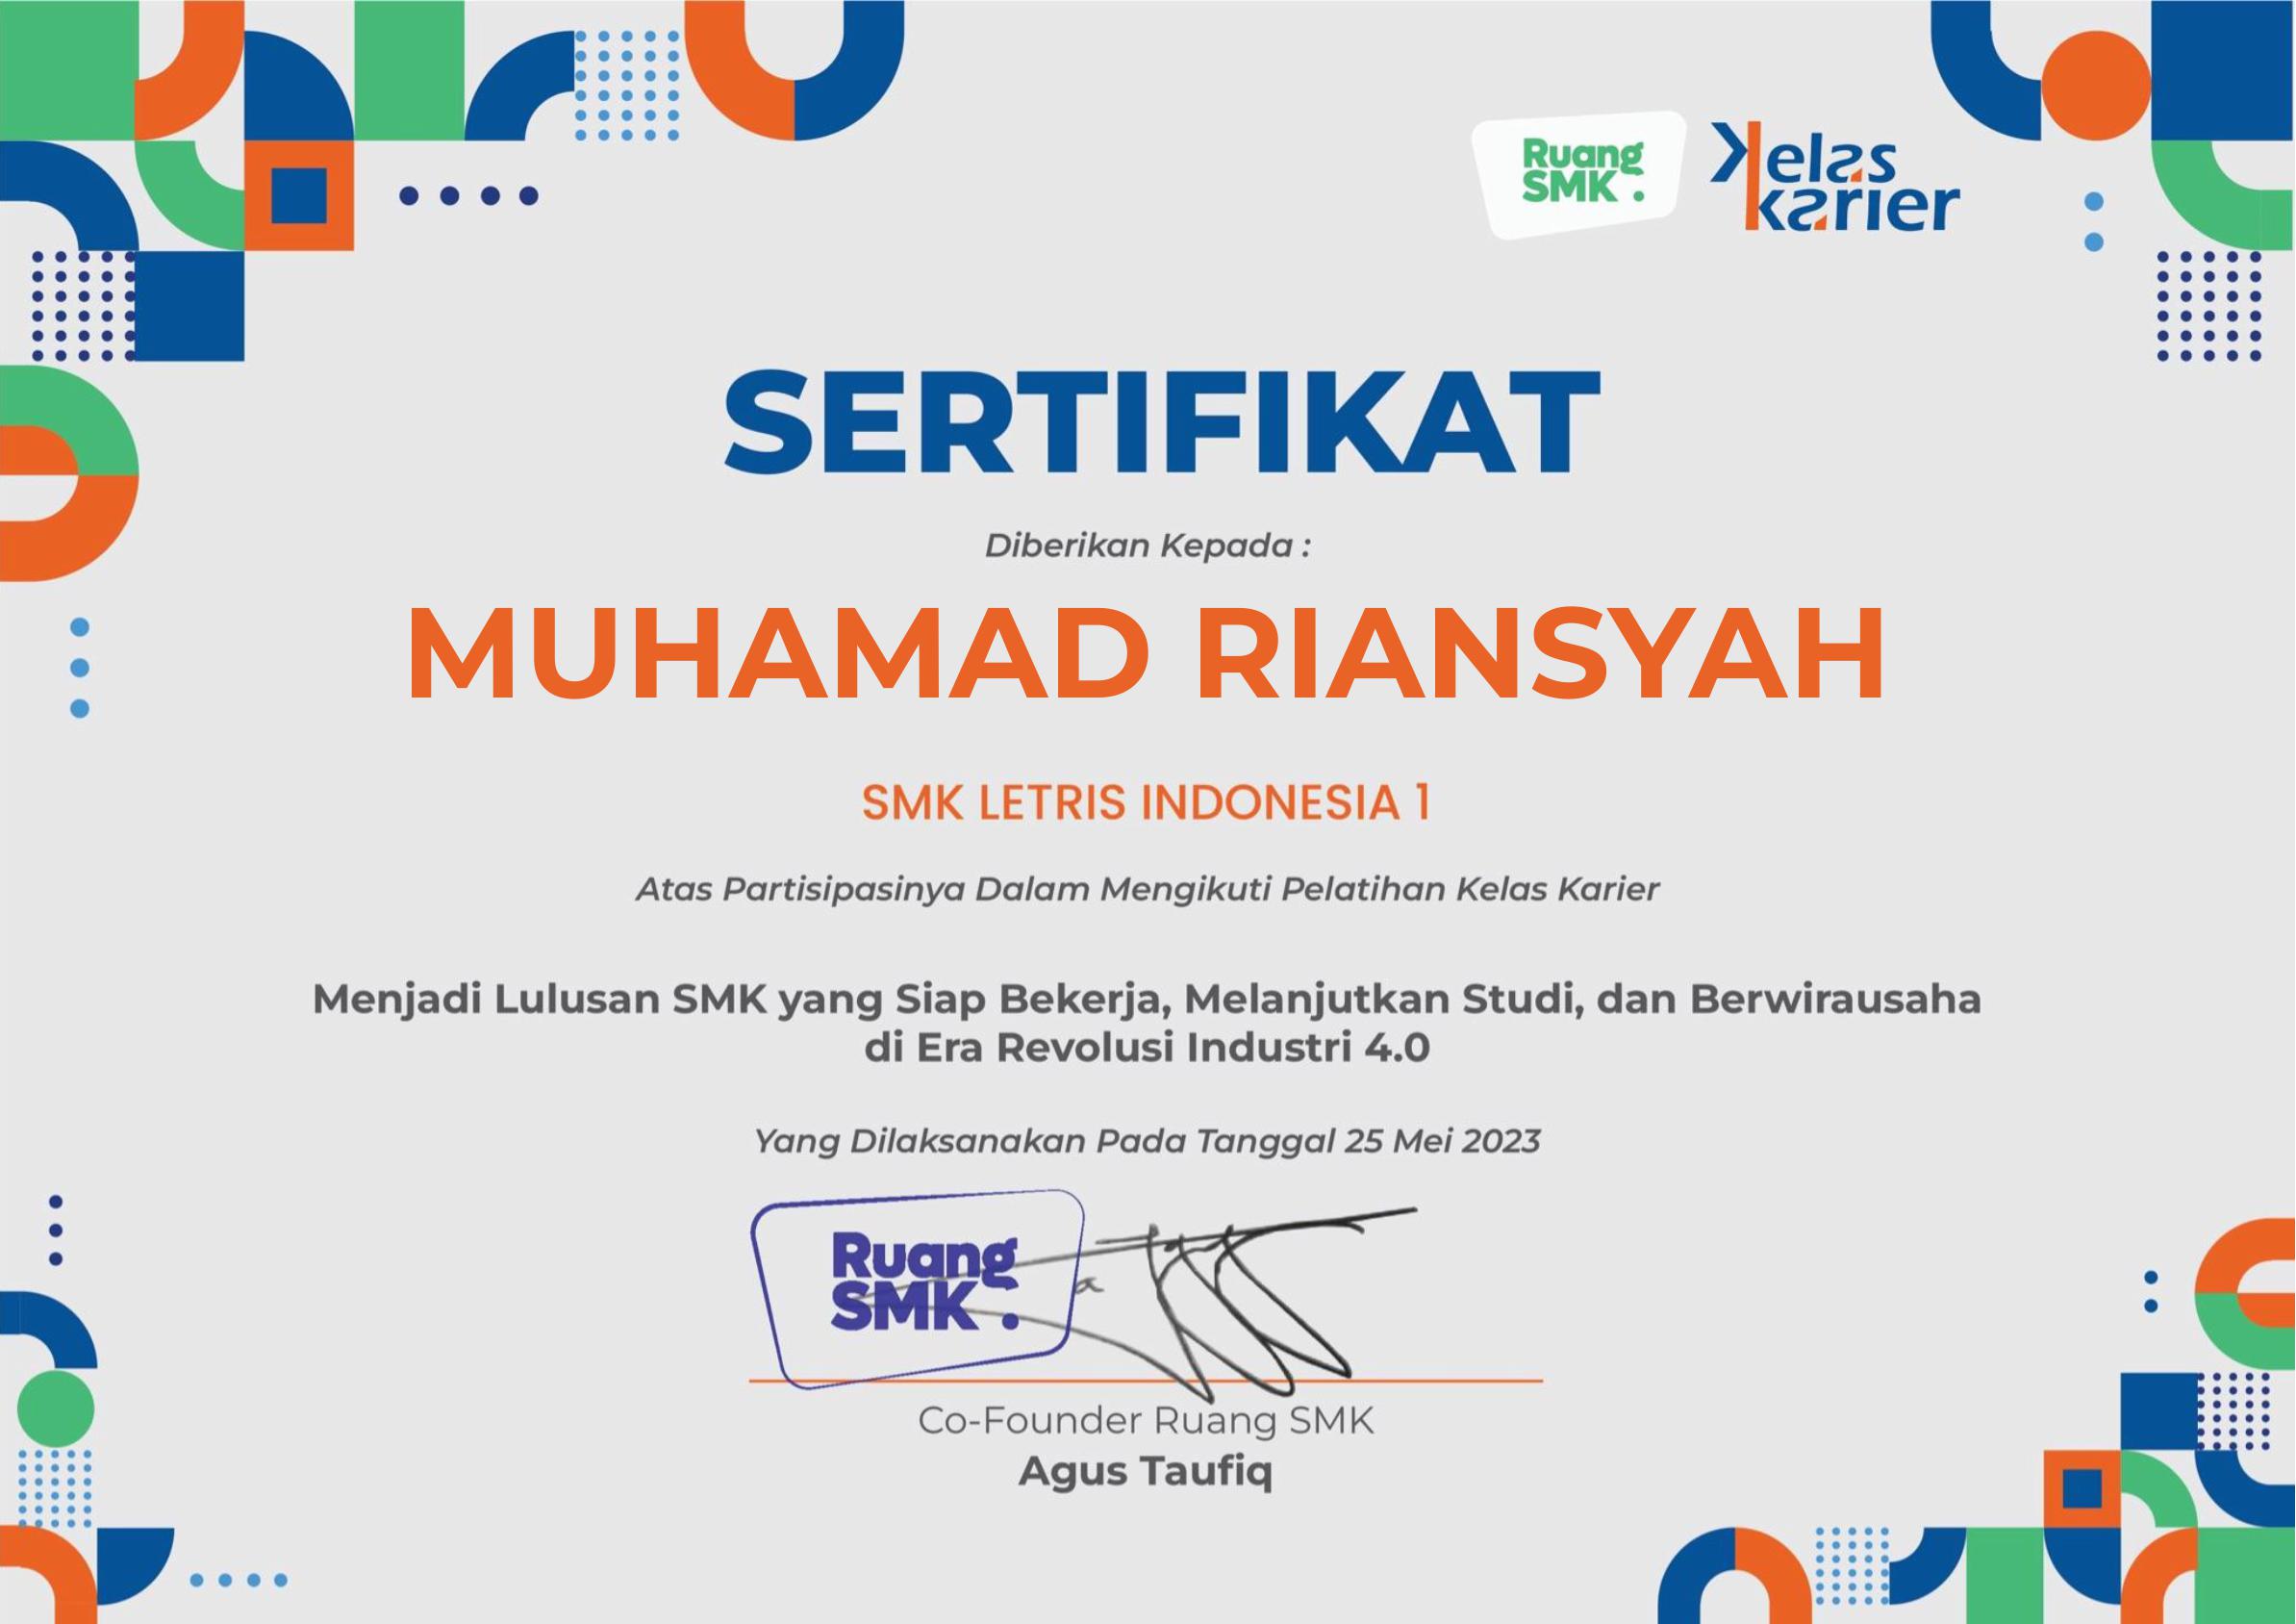 Ruang
SMK.
Kelas
Karier
SERTIFIKAT
Diberikan Kepada :
MUHAMAD RIANSYAH
SMK LETRIS INDONESIA 1
Atas Partisipasinya Dalam Mengikuti Pelatihan Kelas Karier
Menjadi Lulusan SMK yang Siap Bekerja, Melanjutkan Studi, dan Berwirausaha
di Era Revolusi Industri 4.0
Yang Dilaksanakan Pada Tanggal 25 Mei 2023
Ruang
SMK.
Co-Founder Ruang SMK
Agus Taufiq